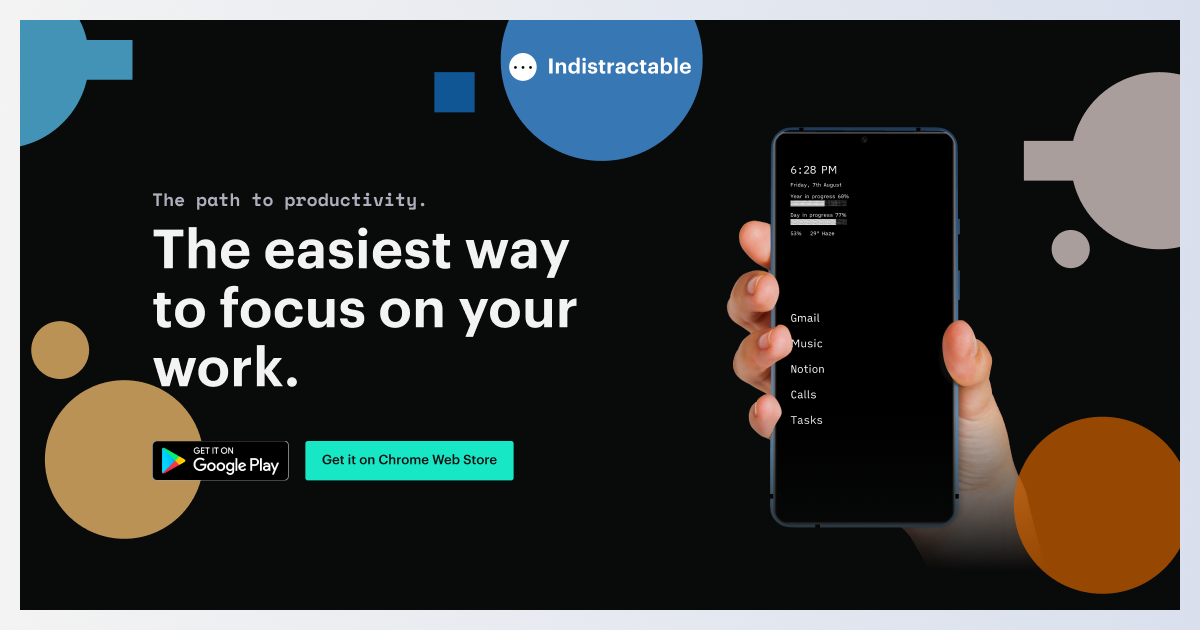 Indistractable
The path to productivity.
The easiest way
to focus on your
work.
GET IT ON
Google Play
Get it on Chrome Web Store
6:28 PM
Friday, 7th August
Year in progress 60%
Day in progress 77%
53% 29° Haze
Gmail
Music
Notion
Calls
Tasks